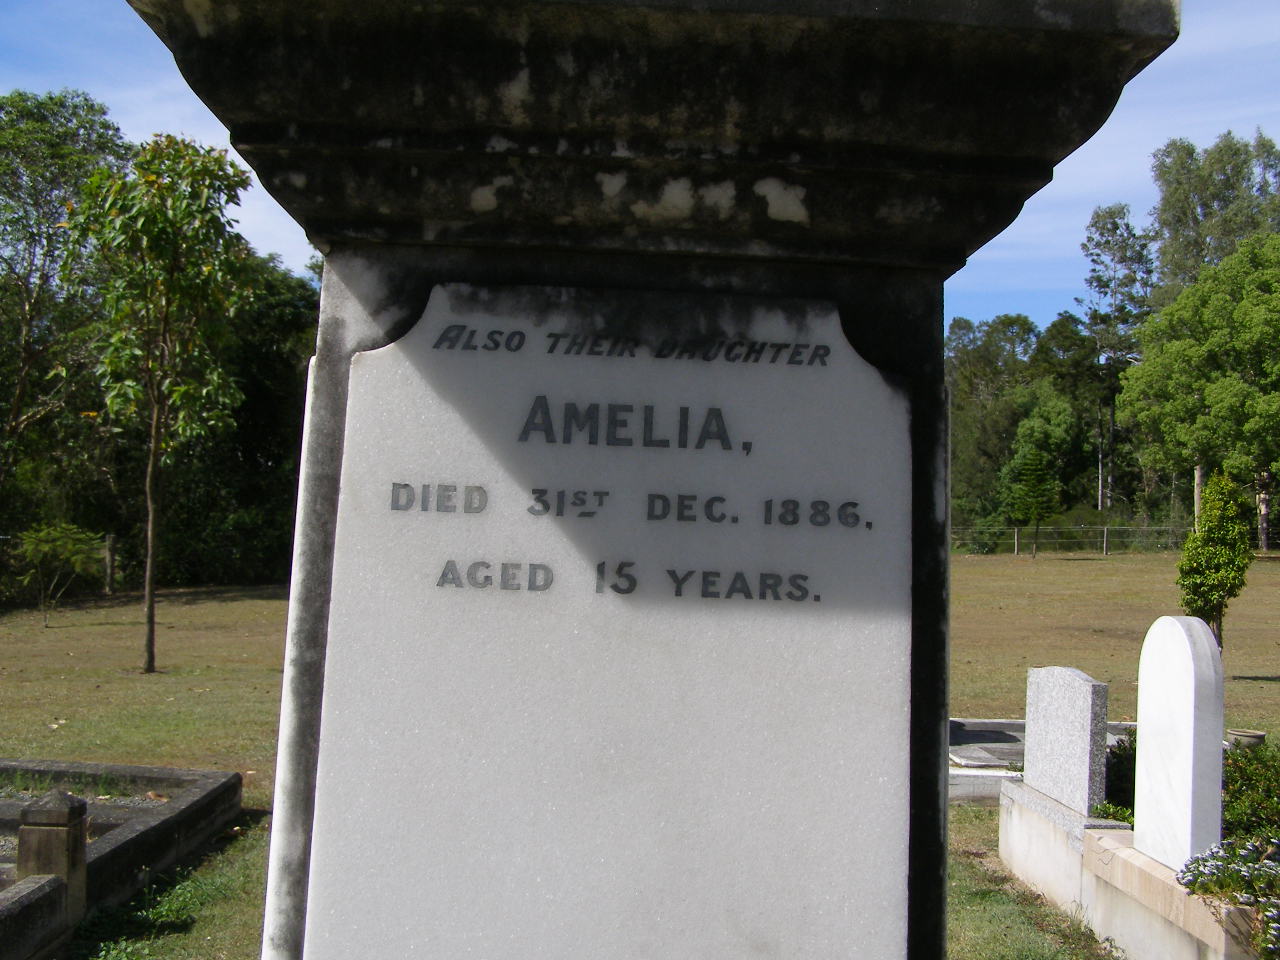 ALSO THEIR DAUGHTER
AMELIA,
DIED 31ST DEC. 1886,
AGED 15 YEARS.